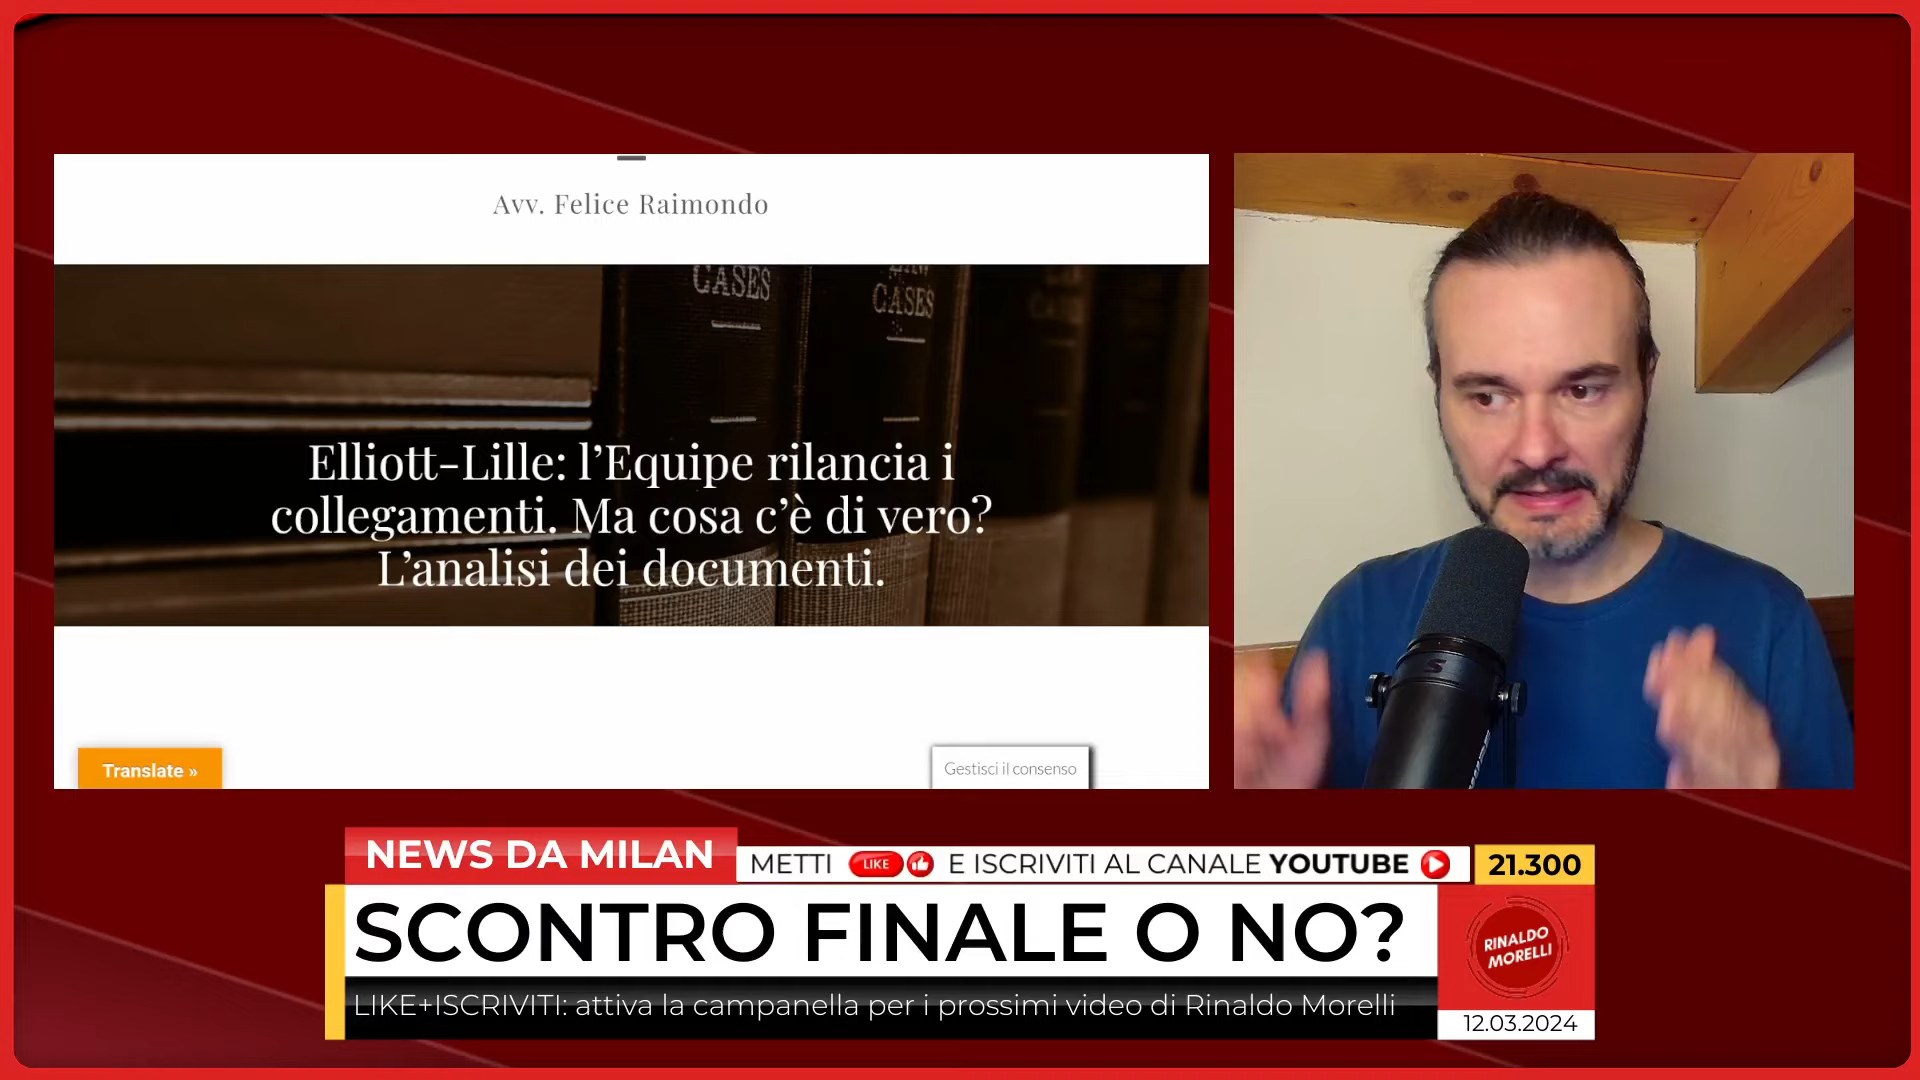 Avv. Felice Raimondo
CASES
LAW
CASES
Elliott-Lille: l’Equipe rilancia i
collegamenti. Ma cosa c’è di vero?
L’analisi dei documenti.
Translate »
Gestisci il consenso
NEWS DA MILAN
METTI LIKE E ISCRIVITI AL CANALE YOUTUBE
21.300
SCONTRO FINALE O NO?
RINALDO
MORELLI
LIKE+ISCRIVITI: attiva la campanella per i prossimi video di Rinaldo Morelli
12.03.2024